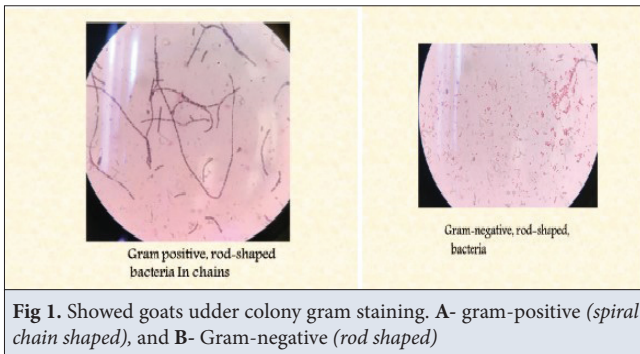 Gram positive, rod-shaped
bacteria In chains
Gram-negative, rod-shaped,
bacteria
Fig 1. Showed goats udder colony gram staining. A- gram-positive (spiral
chain shaped), and B- Gram-negative (rod shaped)